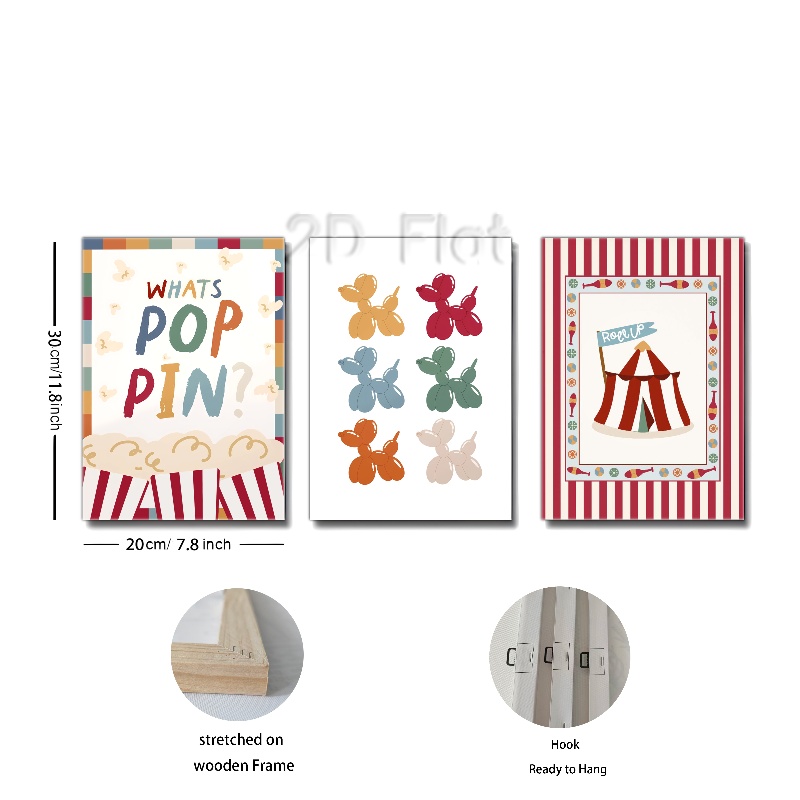 2D Flat
WHATS
POP
PIN?
ROLL UP
30cm/11.8inch
20cm/ 7.8 inch
stretched on
wooden Frame
Hook
Ready to Hang